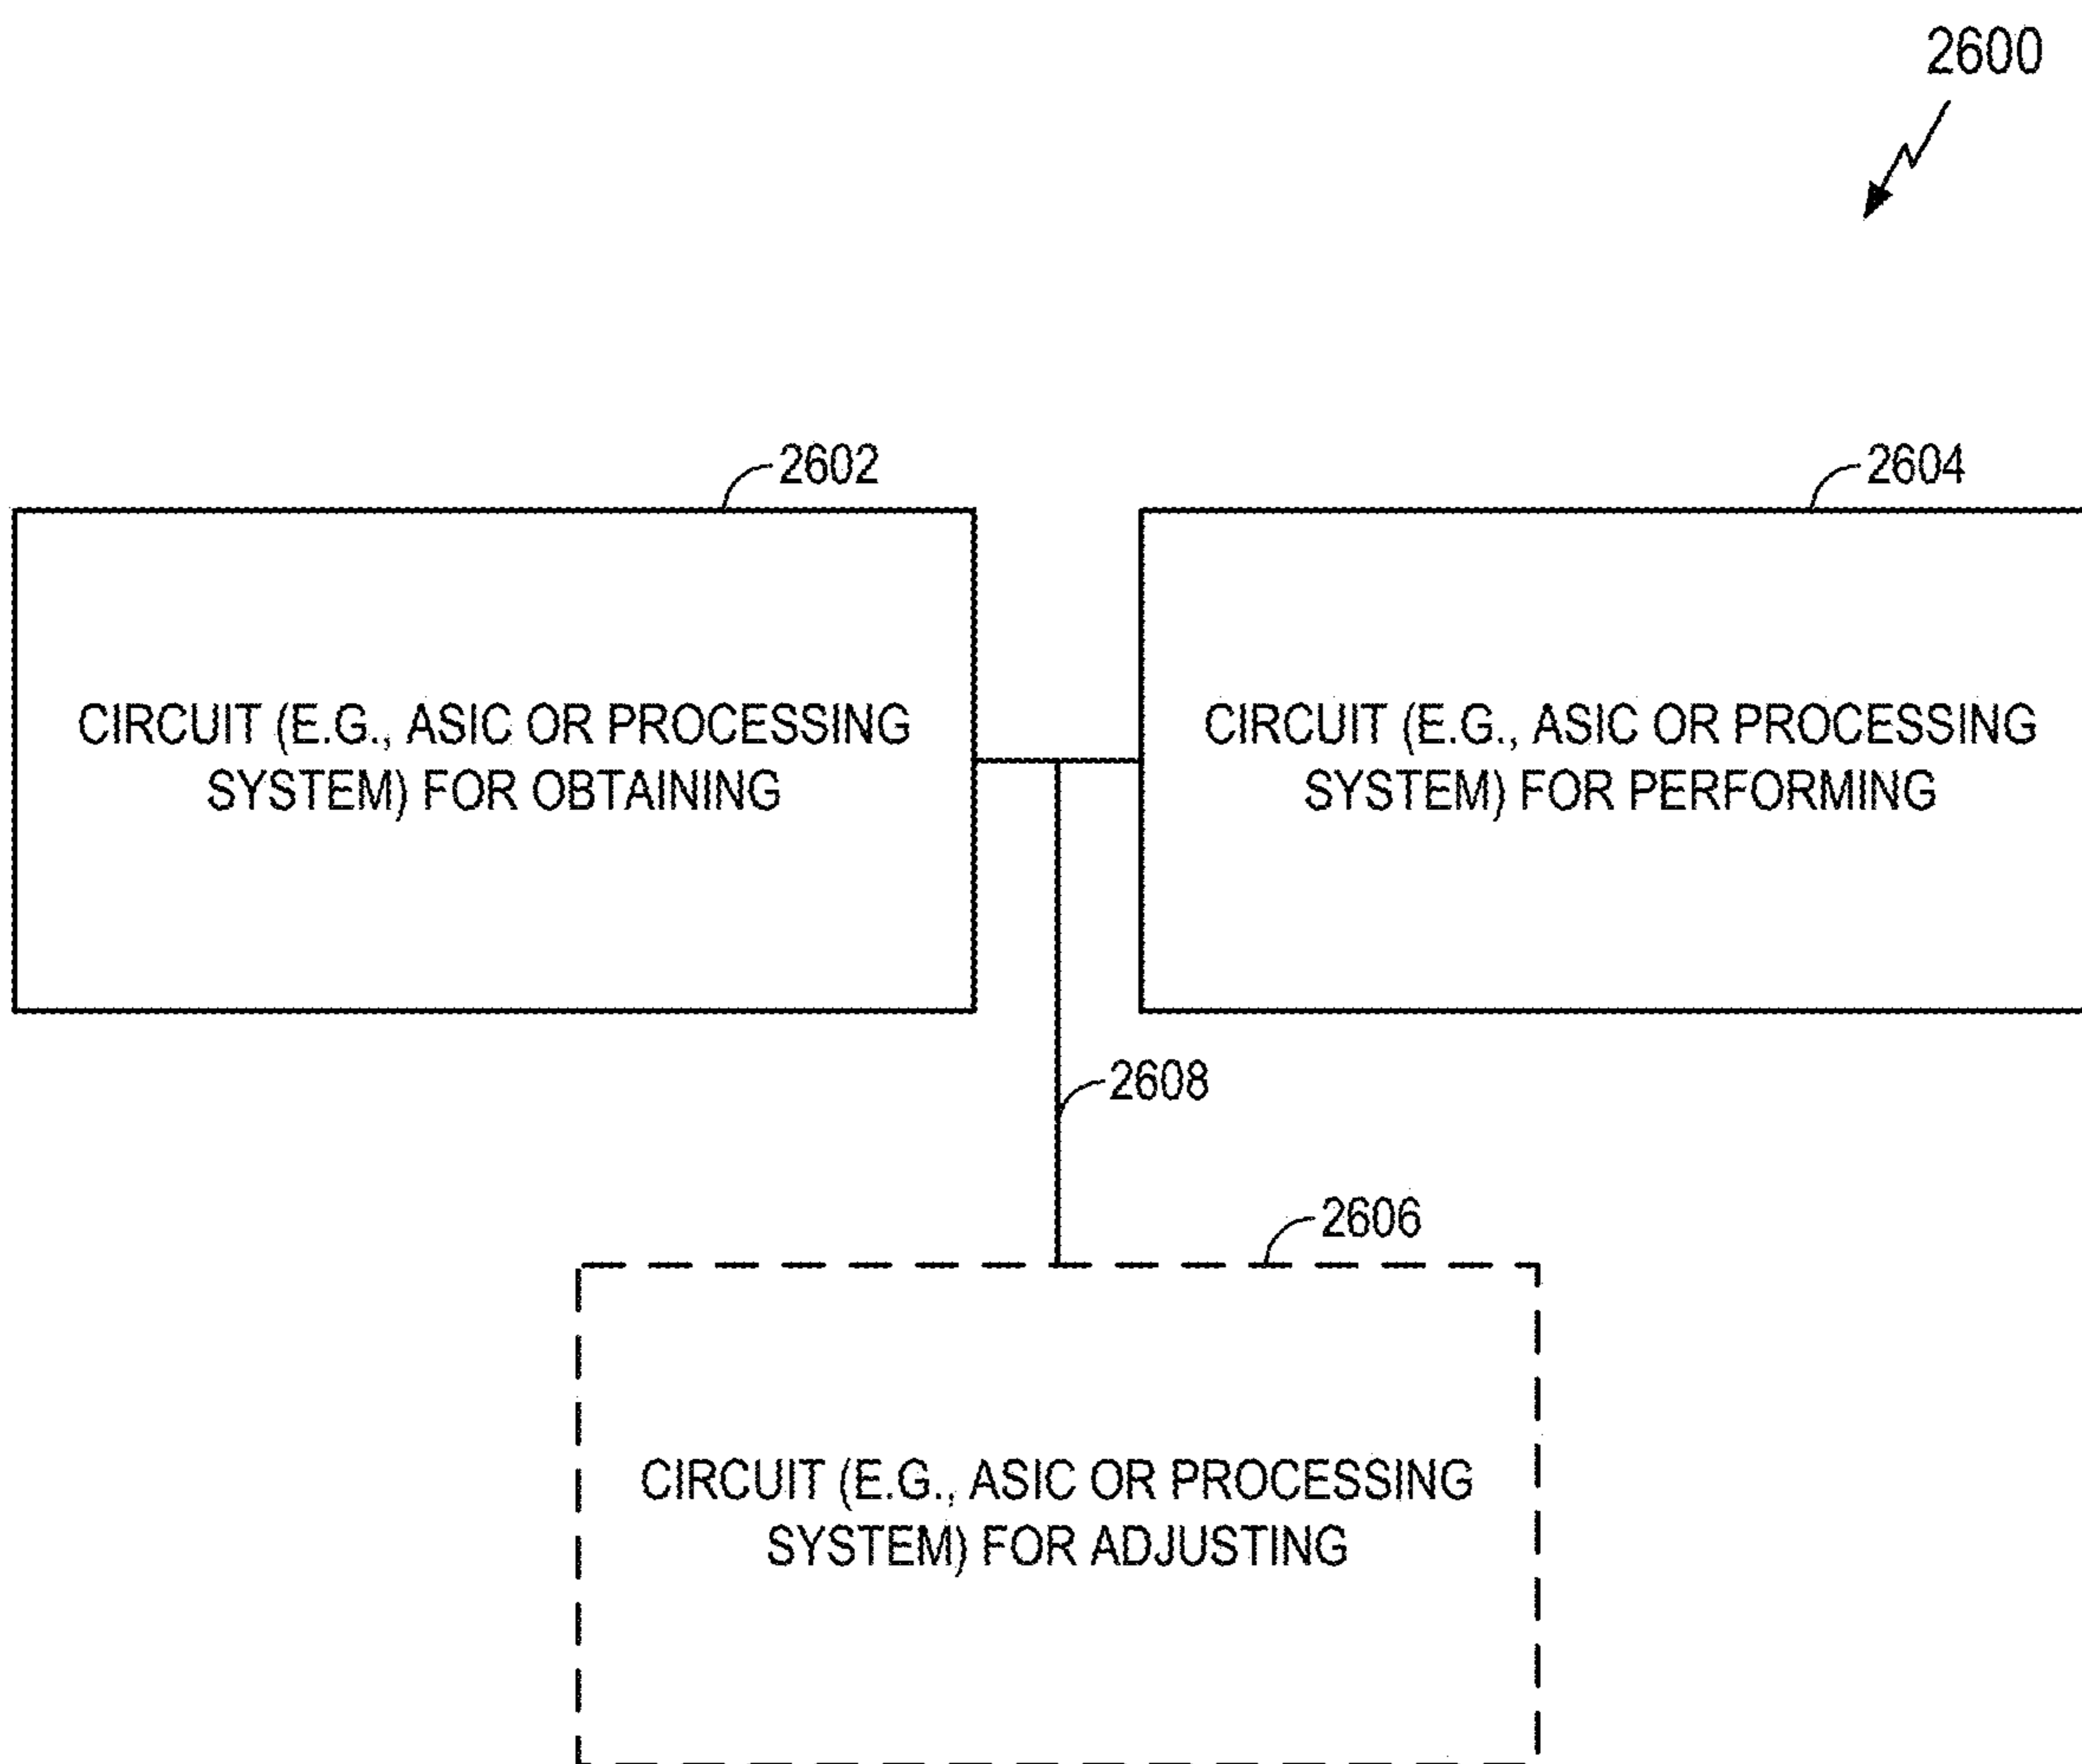 2600
2602
2604
CIRCUIT (E.G., ASIC OR PROCESSING
SYSTEM) FOR OBTAINING
CIRCUIT (E.G., ASIC OR PROCESSING
SYSTEM) FOR PERFORMING
2608
2606
CIRCUIT (E.G., ASIC OR PROCESSING
SYSTEM) FOR ADJUSTING